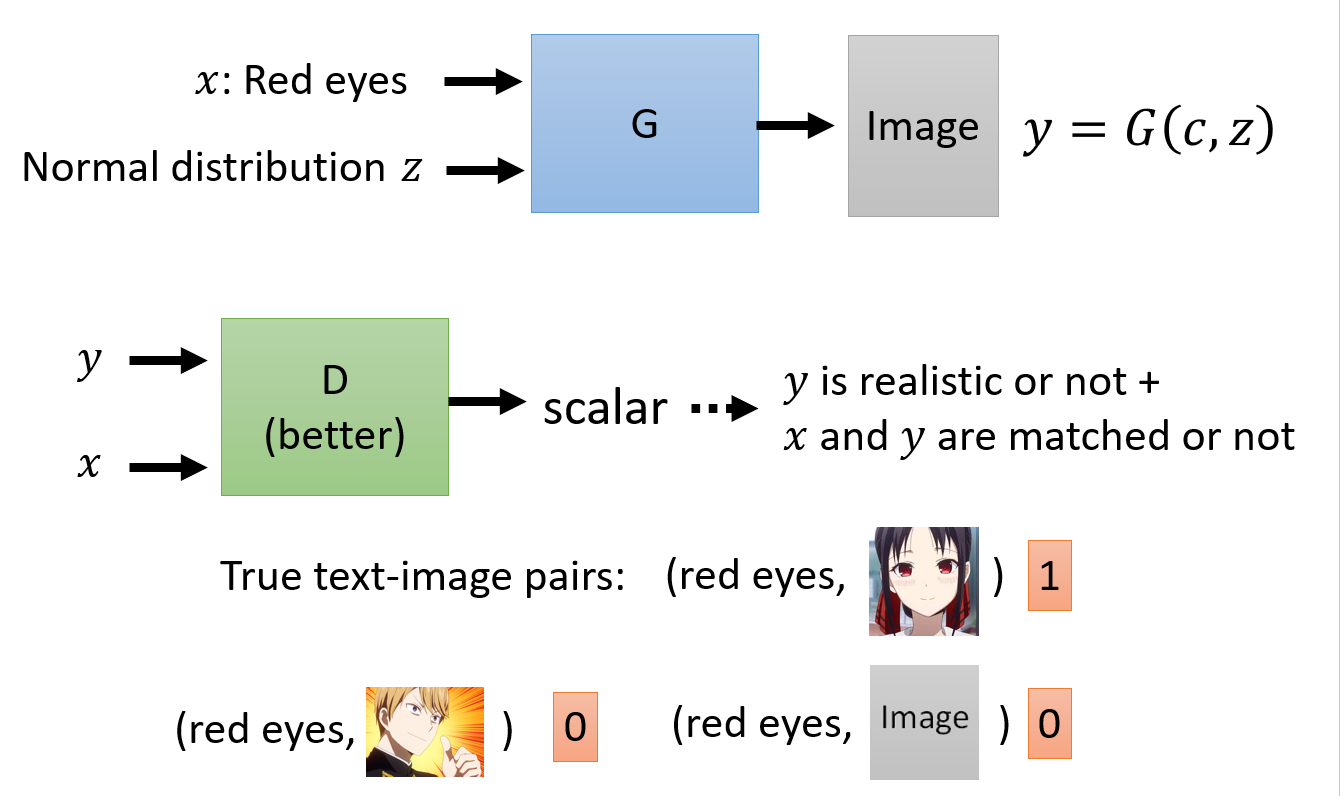 x: Red eyes
Normal distribution z
G
Image
y = G(c, z)
y
x
D
(better)
scalar
y is realistic or not +
x and y are matched or not
True text-image pairs:
(red eyes, ) 1
(red eyes, ) 0
(red eyes, Image ) 0